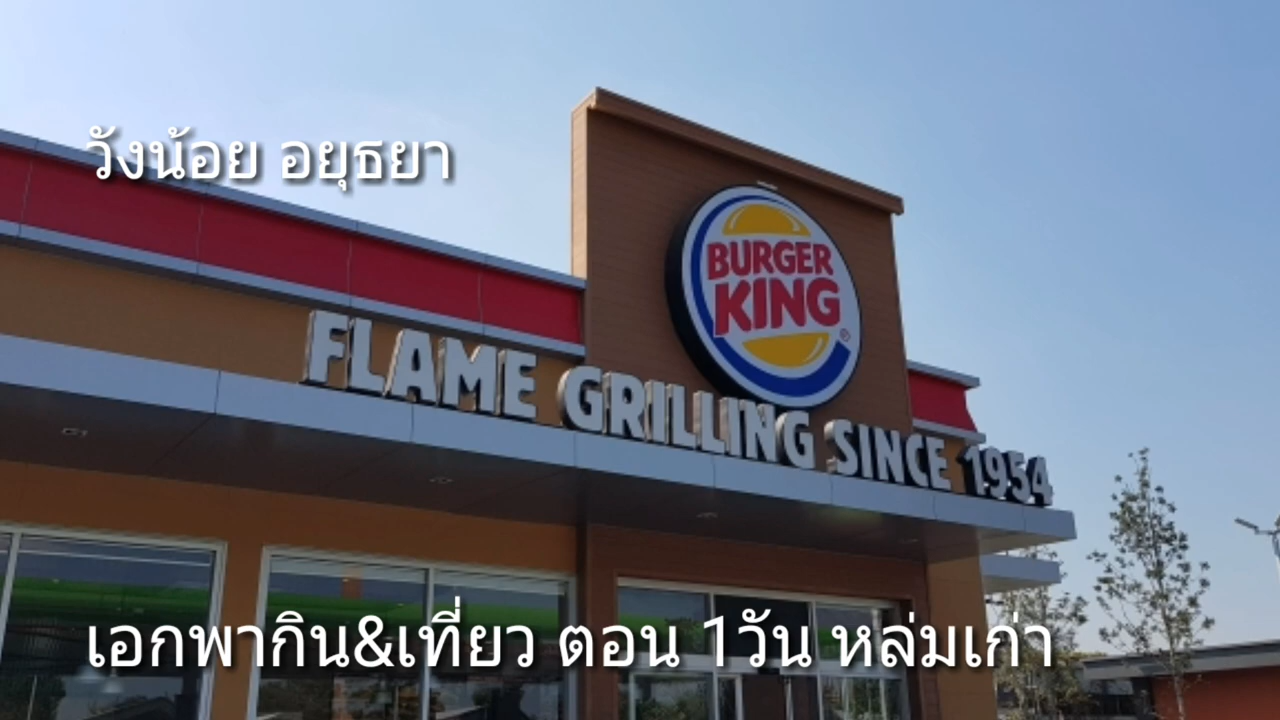 วังน้อย อยุธยา
BURGER
KING
®
FLAME GRILLING SINCE 1954
เอกพากิน&เที่ยว ตอน 1วัน หล่มเก่า